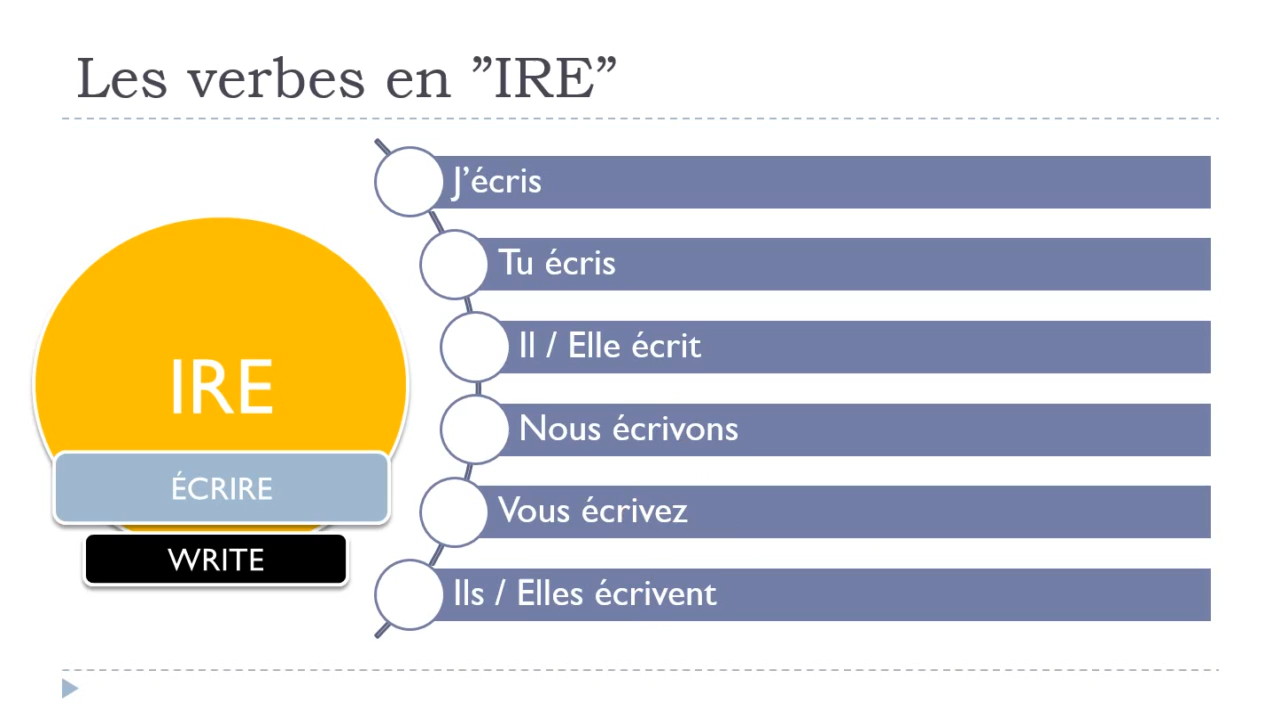 Les verbes en ”IRE”
IRE
ÉCRIRE
WRITE
J’écris
Tu écris
Il / Elle écrit
Nous écrivons
Vous écrivez
Ils / Elles écrivent